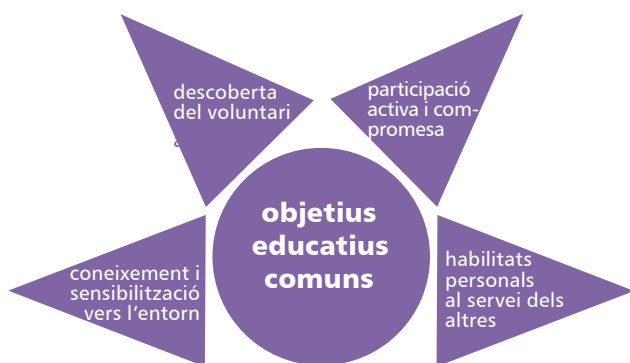 descoberta
del voluntari
participació
activa i com-
promesa
objetius
educatius
comuns
coneixement i
sensibilització
vers l'entorn
habilitats
personals
al servei dels
altres